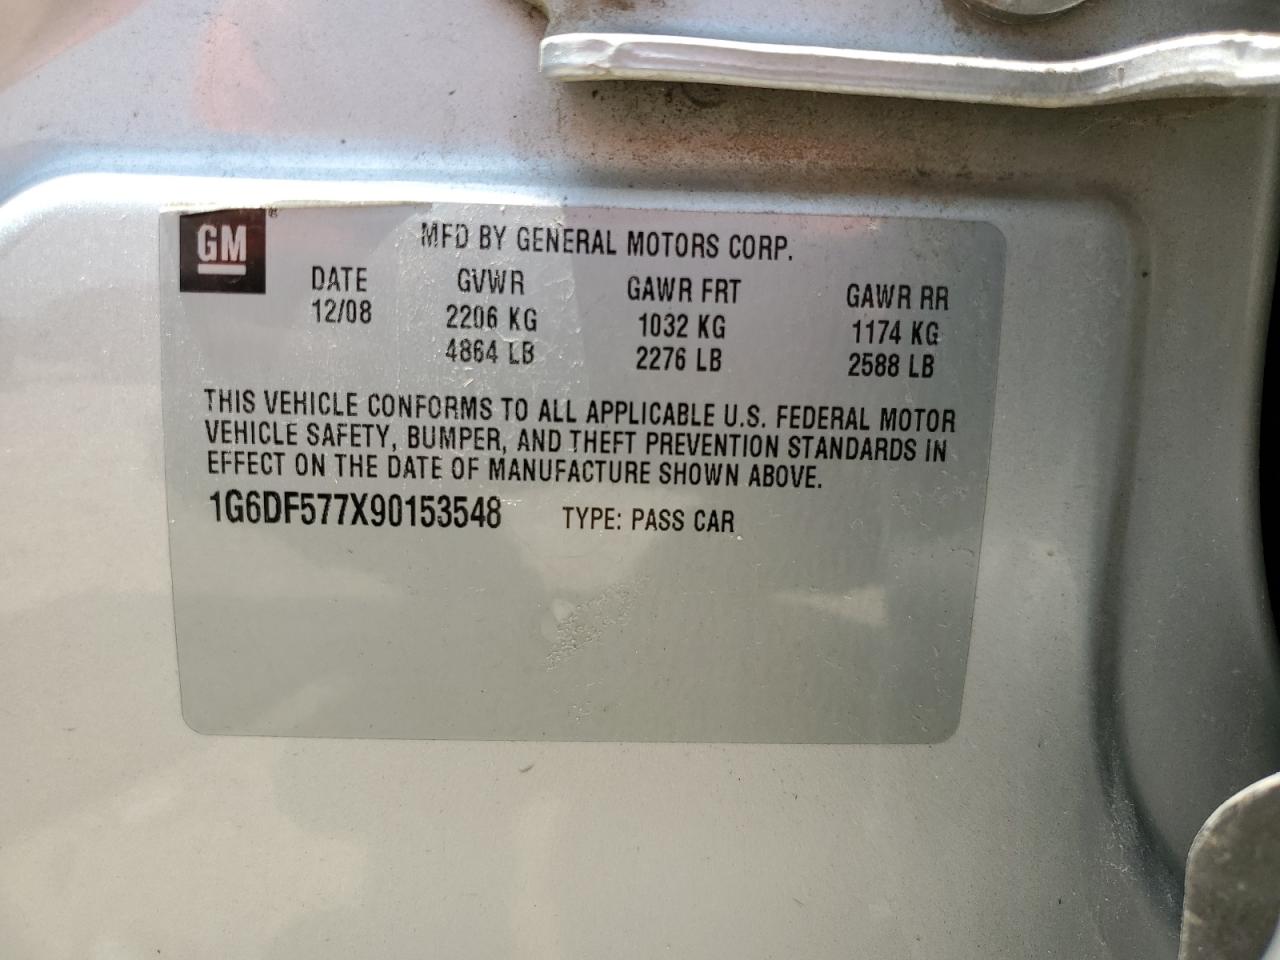 GM ®
MFD BY GENERAL MOTORS CORP.
DATE GVWR GAWR FRT GAWR RR
12/08 2206 KG 1032 KG 1174 KG
4864 LB 2276 LB 2588 LB
THIS VEHICLE CONFORMS TO ALL APPLICABLE U.S. FEDERAL MOTOR
VEHICLE SAFETY, BUMPER, AND THEFT PREVENTION STANDARDS IN
EFFECT ON THE DATE OF MANUFACTURE SHOWN ABOVE.
1G6DF577X90153548 TYPE: PASS CAR